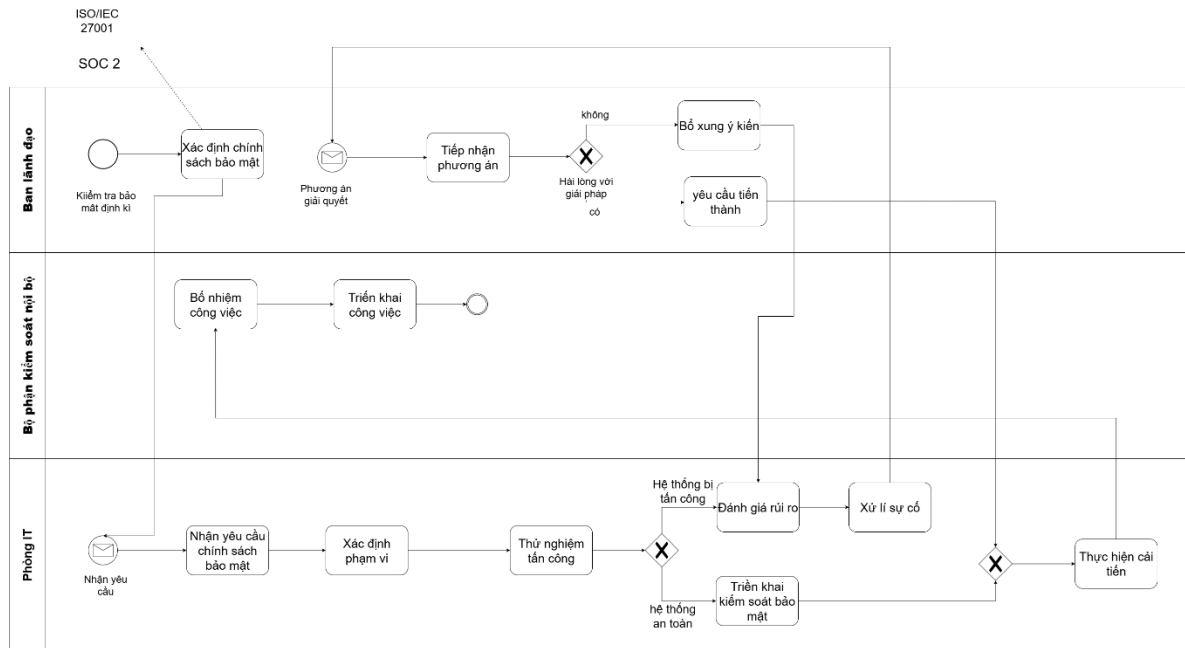 ISO/IEC
27001
SOC 2
Ban lãnh đạo
Kiiểm tra bảo
mât định kì
Xác định chính
sách bảo mật
Phương án
giải quyết
Tiếp nhận
phương án
Hài lòng với
giải pháp
không
có
Bổ xung ý kiến
yêu cầu tiến
thành
Bộ phận kiểm soát nội bộ
Bố nhiệm
công việc
Triển khai
công việc
Phòng IT
Nhận yêu
cầu
Nhận yêu cầu
chính sách
bảo mật
Xác định
phạm vi
Thử nghiệm
tấn công
Hệ thống bị
tấn công
hệ thống
an toàn
Đánh giá rủi ro
Xử lí sự cố
Triển khai
kiểm soát bảo
mật
Thực hiện cải
tiến